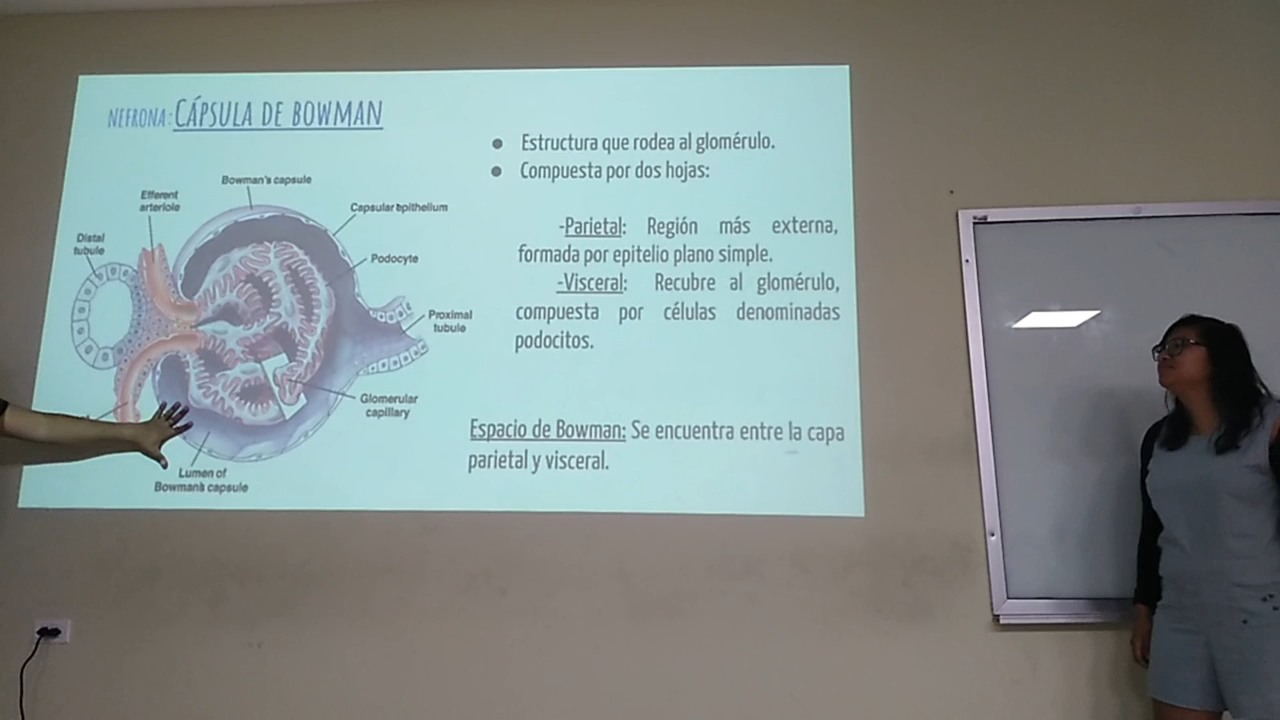 NEFRONA: CÁPSULA DE BOWMAN
Bowman's capsule
Efferent
arteriole
Capsular epithelium
Distal
tubule
Podocyte
Proximal
tubule
Glomerular
capillary
Lumen of
Bowman's capsule
● Estructura que rodea al glomérulo.
● Compuesta por dos hojas:
-Parietal: Región más externa,
formada por epitelio plano simple.
-Visceral: Recubre al glomérulo,
compuesta por células denominadas
podocitos.
Espacio de Bowman: Se encuentra entre la capa
parietal y visceral.